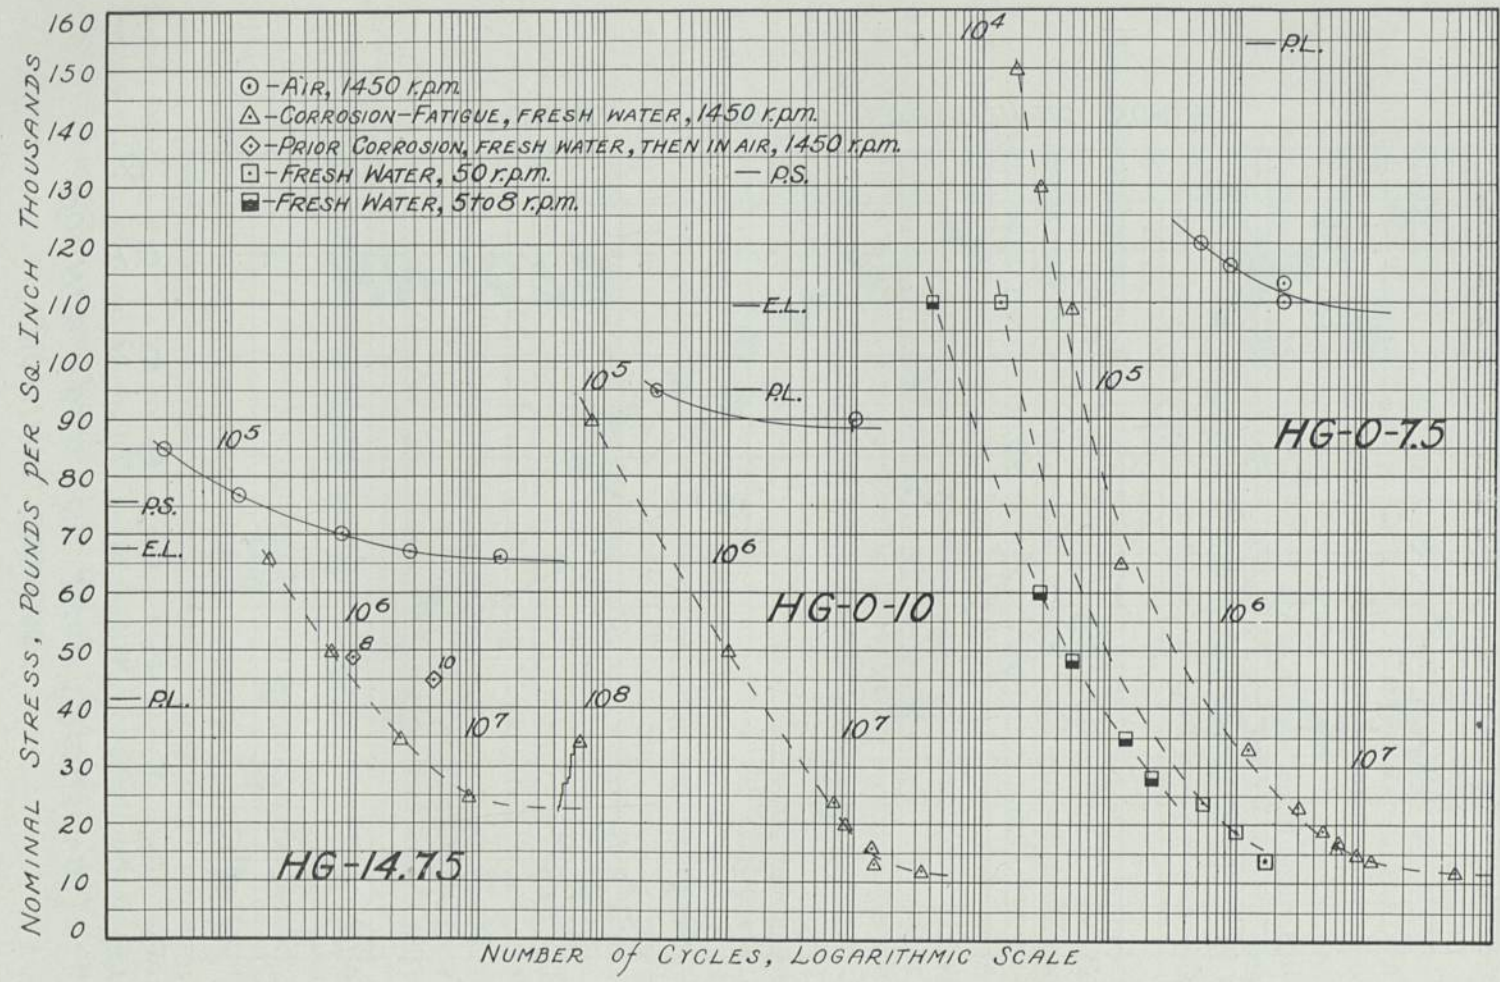 NOMINAL STRESS, POUNDS PER SQ. INCH THOUSANDS
160
150
140
130
120
110
100
90
80
70
60
50
40
30
20
10
0
⊙ - AIR, 1450 r.p.m.
△ - CORROSION-FATIGUE, FRESH WATER, 1450 r.p.m.
◇ - PRIOR CORROSION, FRESH WATER, THEN IN AIR, 1450 r.p.m.
⊡ - FRESH WATER, 50 r.p.m.
⬓ - FRESH WATER, 5 to 8 r.p.m.
10⁵
— P.S.
— E.L.
10⁶
8
10
— P.L.
10⁷
10⁸
HG-14.75
— P.S.
— E.L.
10⁵
— P.L.
10⁶
HG-0-10
10⁷
10⁴
— P.L.
10⁵
HG-0-7.5
10⁶
10⁷
NUMBER of CYCLES, LOGARITHMIC SCALE